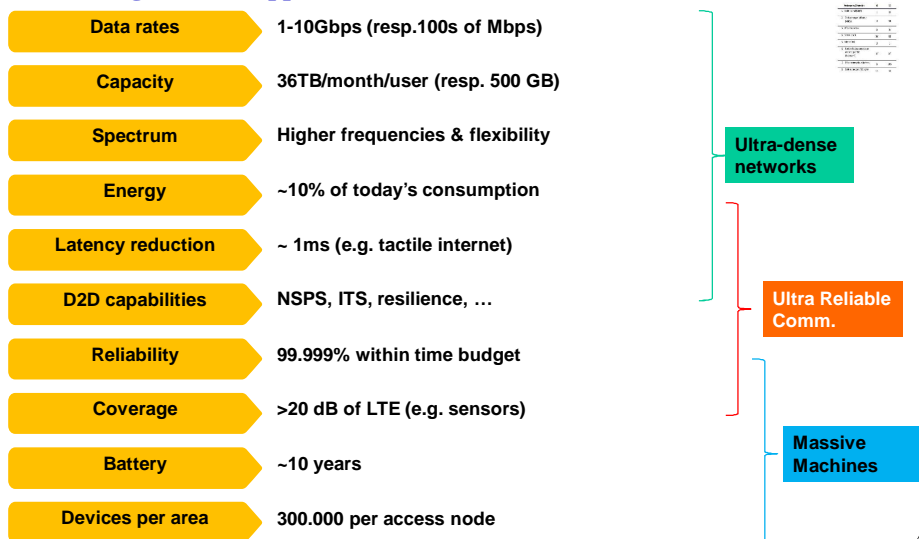 Data rates 1-10Gbps (resp.100s of Mbps)
Capacity 36TB/month/user (resp. 500 GB)
Spectrum Higher frequencies & flexibility
Ultra-dense
networks
Energy ~10% of today's consumption
Latency reduction ~ 1ms (e.g. tactile internet)
D2D capabilities NSPS, ITS, resilience, …
Ultra Reliable
Comm.
Reliability 99.999% within time budget
Coverage >20 dB of LTE (e.g. sensors)
Massive
Machines
Battery ~10 years
Devices per area 300.000 per access node